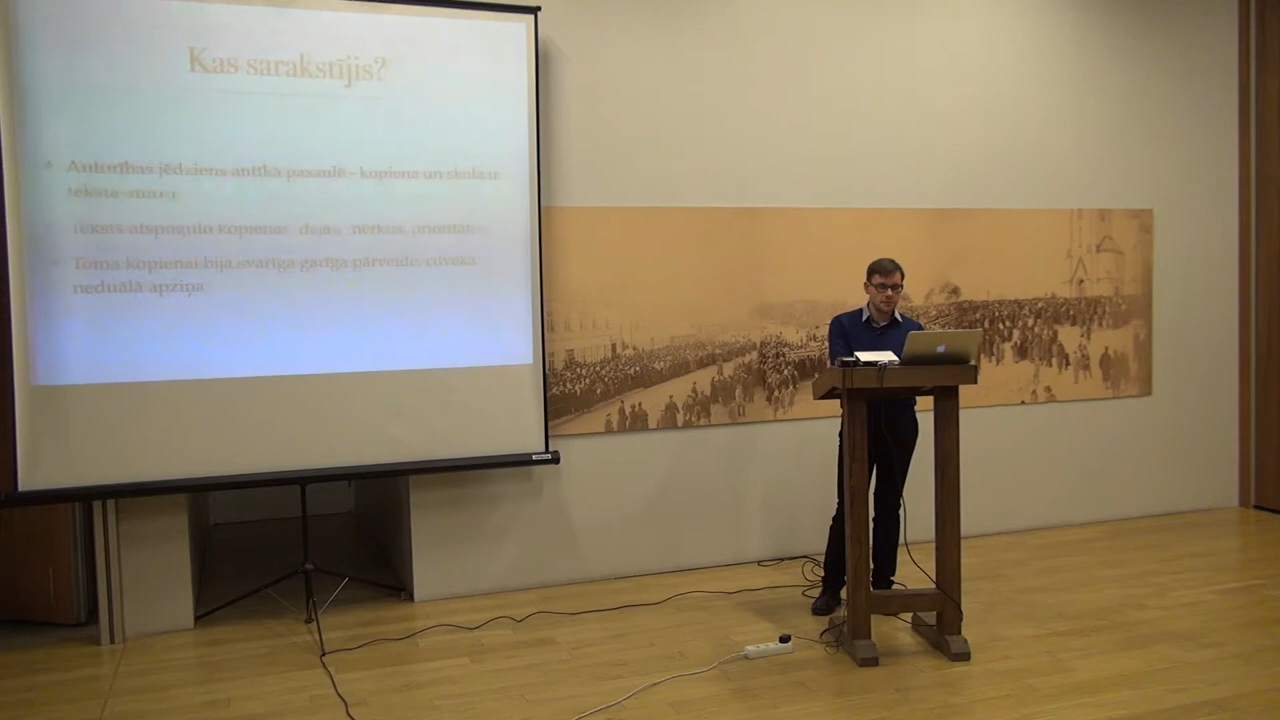 Kas sarakstījis?
Autorības jēdziens antīkā pasaulē - kopiena un skola ir
teksta
Teksts atspoguļo kopienas
Toma kopienai bija svarīga garīga pārveide, cilvēka
neduālā apziņa